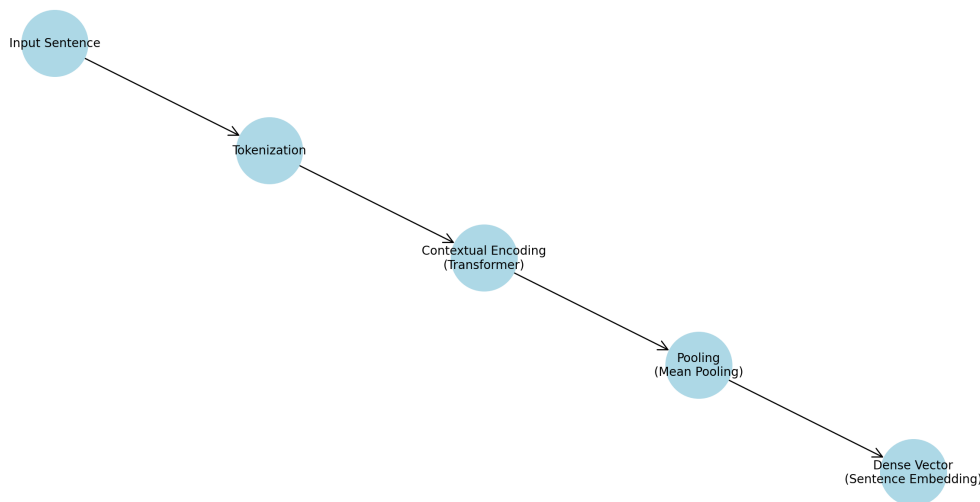 Input Sentence
Tokenization
Contextual Encoding
(Transformer)
Pooling
(Mean Pooling)
Dense Vector
(Sentence Embedding)